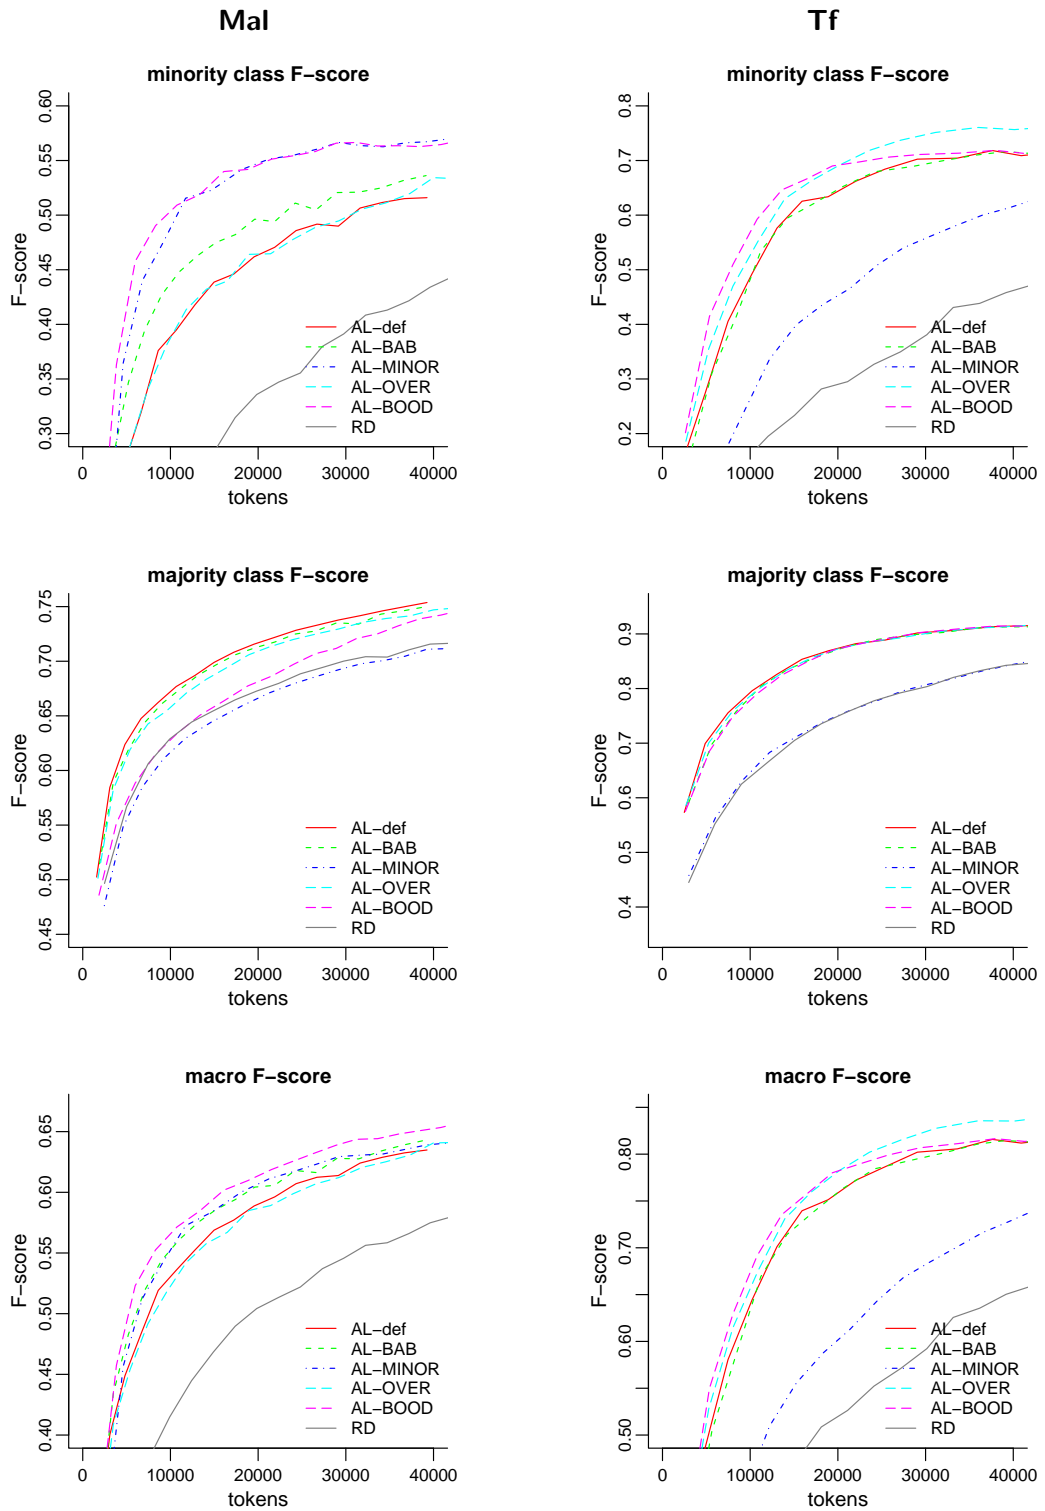 Mal
Tf
minority class F−score
0.60
0.55
0.50
0.45
0.40
0.35
0.30
F−score
AL−def
AL−BAB
AL−MINOR
AL−OVER
AL−BOOD
RD
0 10000 20000 30000 40000
tokens
minority class F−score
0.8
0.7
0.6
0.5
0.4
0.3
0.2
F−score
AL−def
AL−BAB
AL−MINOR
AL−OVER
AL−BOOD
RD
0 10000 20000 30000 40000
tokens
majority class F−score
0.75
0.70
0.65
0.60
0.55
0.50
0.45
F−score
AL−def
AL−BAB
AL−MINOR
AL−OVER
AL−BOOD
RD
0 10000 20000 30000 40000
tokens
majority class F−score
0.9
0.8
0.7
0.6
0.5
0.4
F−score
AL−def
AL−BAB
AL−MINOR
AL−OVER
AL−BOOD
RD
0 10000 20000 30000 40000
tokens
macro F−score
0.65
0.60
0.55
0.50
0.45
0.40
F−score
AL−def
AL−BAB
AL−MINOR
AL−OVER
AL−BOOD
RD
0 10000 20000 30000 40000
tokens
macro F−score
0.80
0.70
0.60
0.50
F−score
AL−def
AL−BAB
AL−MINOR
AL−OVER
AL−BOOD
RD
0 10000 20000 30000 40000
tokens